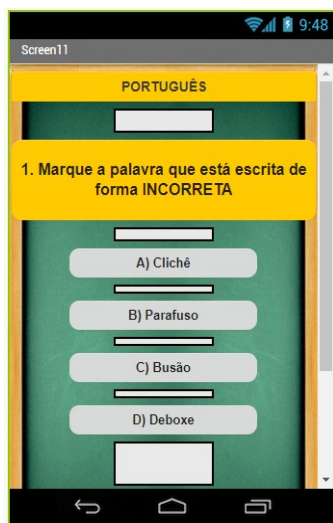 9:48
Screen11
PORTUGUÊS
1. Marque a palavra que está escrita de
forma INCORRETA
A) Clichê
B) Parafuso
C) Busão
D) Deboxe